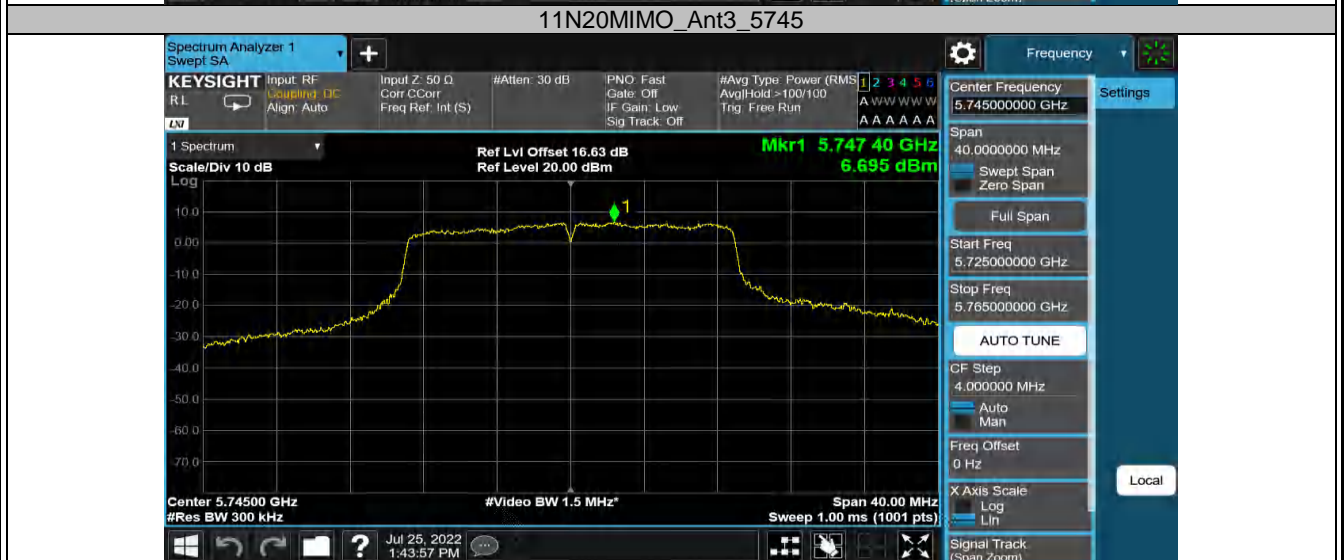 11N20MIMO_Ant3_5745
Spectrum Analyzer 1
Swept SA
Frequency
KEYSIGHT
RL
LXI
Input: RF
Coupling: DC
Align: Auto
Input Z: 50 Ω
Corr CCorr
Freq Ref: Int (S)
#Atten: 30 dB
PNO: Fast
Gate: Off
IF Gain: Low
Sig Track: Off
#Avg Type: Power (RMS
Avg|Hold:>100/100
Trig: Free Run
1 2 3 4 5 6
A W W W W W
A A A A A A
Center Frequency
5.745000000 GHz
Settings
Span
40.0000000 MHz
Swept Span
Zero Span
Full Span
Start Freq
5.725000000 GHz
Stop Freq
5.765000000 GHz
AUTO TUNE
CF Step
4.000000 MHz
Auto
Man
Freq Offset
0 Hz
X Axis Scale
Log
Lin
Signal Track
(Span Zoom)
Local
1 Spectrum
Scale/Div 10 dB
Ref Lvl Offset 16.63 dB
Ref Level 20.00 dBm
Mkr1 5.747 40 GHz
6.695 dBm
Log
1
10.0
0.00
-10.0
-20.0
-30.0
-40.0
-50.0
-60.0
-70.0
Center 5.74500 GHz
#Res BW 300 kHz
#Video BW 1.5 MHz*
Span 40.00 MHz
Sweep 1.00 ms (1001 pts)
?
Jul 25, 2022
1:43:57 PM